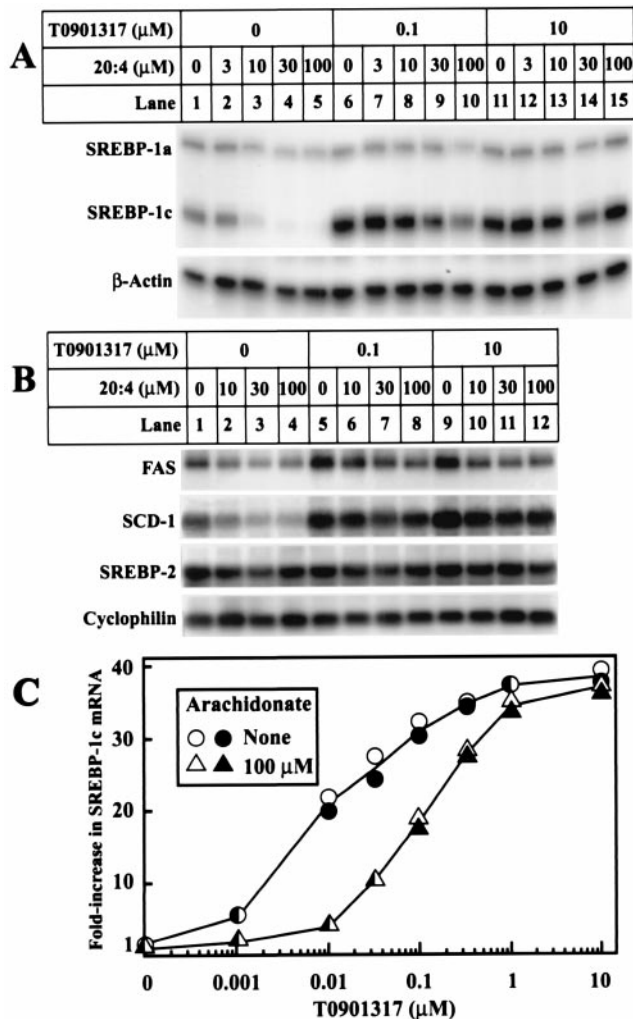 A
T0901317 (μM) 0 0.1 10
20:4 (μM) 0 3 10 30 100 0 3 10 30 100 0 3 10 30 100
Lane 1 2 3 4 5 6 7 8 9 10 11 12 13 14 15
SREBP-1a
SREBP-1c
β-Actin
B
T0901317 (μM) 0 0.1 10
20:4 (μM) 0 10 30 100 0 10 30 100 0 10 30 100
Lane 1 2 3 4 5 6 7 8 9 10 11 12
FAS
SCD-1
SREBP-2
Cyclophilin
C
Fold-increase in SREBP-1c mRNA
40
30
20
10
1
Arachidonate
None
100 μM
0 0.001 0.01 0.1 1 10
T0901317 (μM)